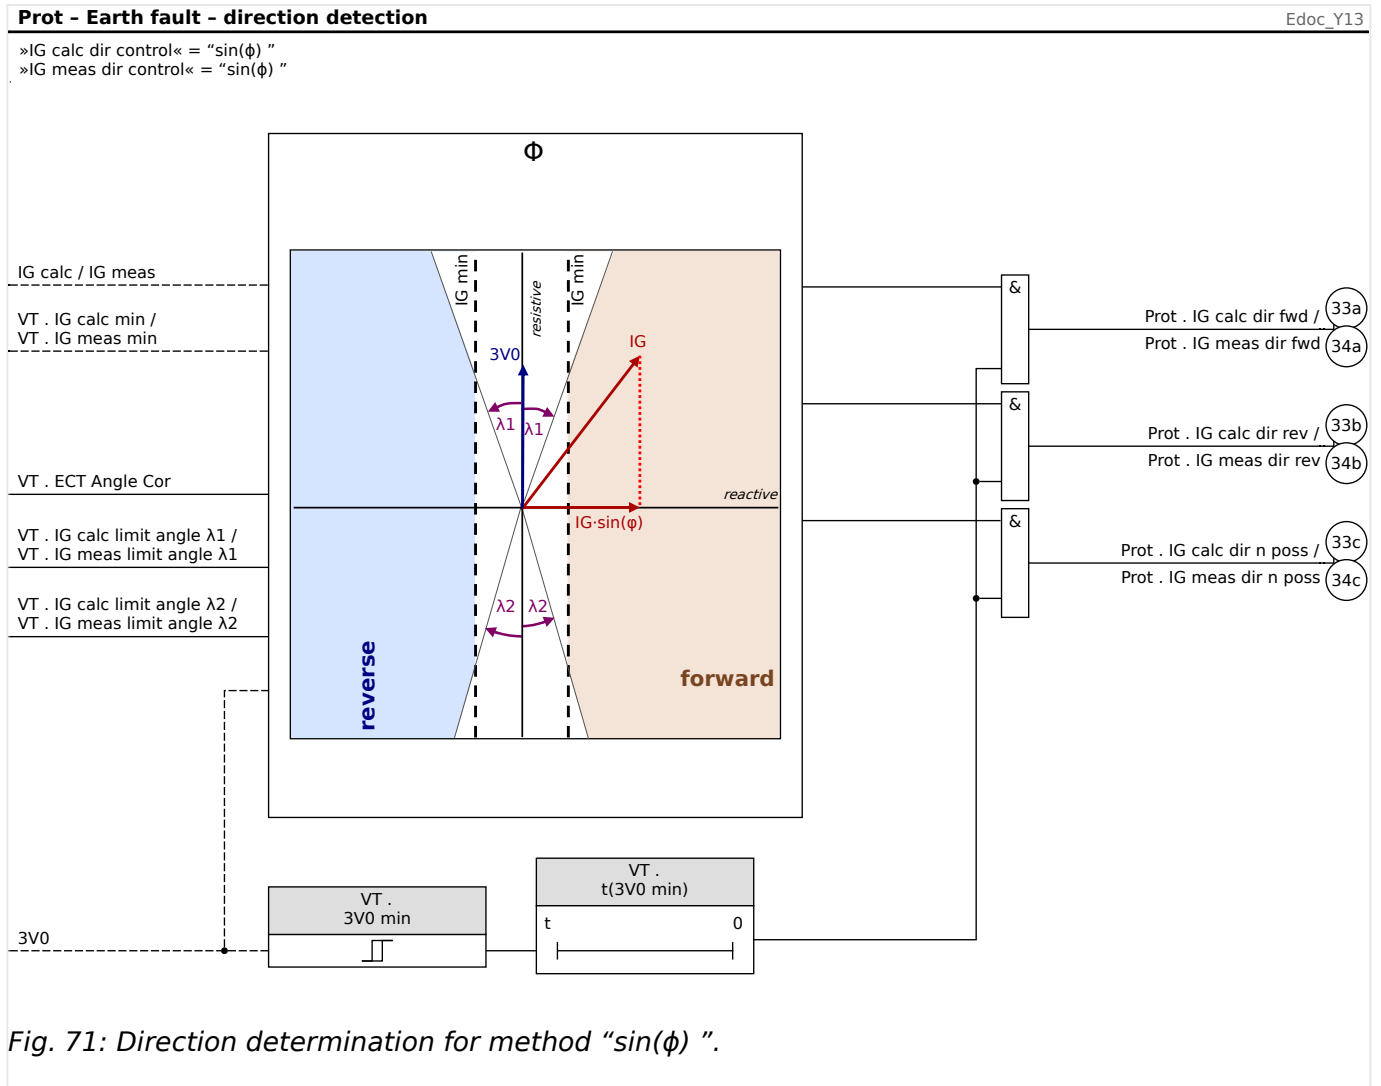 Prot – Earth fault – direction detection
Edoc_Y13
»IG calc dir control« = “sin(ϕ) ”
»IG meas dir control« = “sin(ϕ) ”
Φ
IG calc / IG meas
VT . IG calc min /
VT . IG meas min
VT . ECT Angle Cor
VT . IG calc limit angle λ1 /
VT . IG meas limit angle λ1
VT . IG calc limit angle λ2 /
VT . IG meas limit angle λ2
3V0
IG min
resistive
IG min
3V0
IG
λ1
λ1
reactive
IG·sin(φ)
λ2
λ2
reverse
forward
&
Prot . IG calc dir fwd /
33a
Prot . IG meas dir fwd
34a
&
Prot . IG calc dir rev /
33b
Prot . IG meas dir rev
34b
&
Prot . IG calc dir n poss /
33c
Prot . IG meas dir n poss
34c
VT .
3V0 min
VT .
t(3V0 min)
t
0
Fig. 71: Direction determination for method “sin(ϕ) ”.